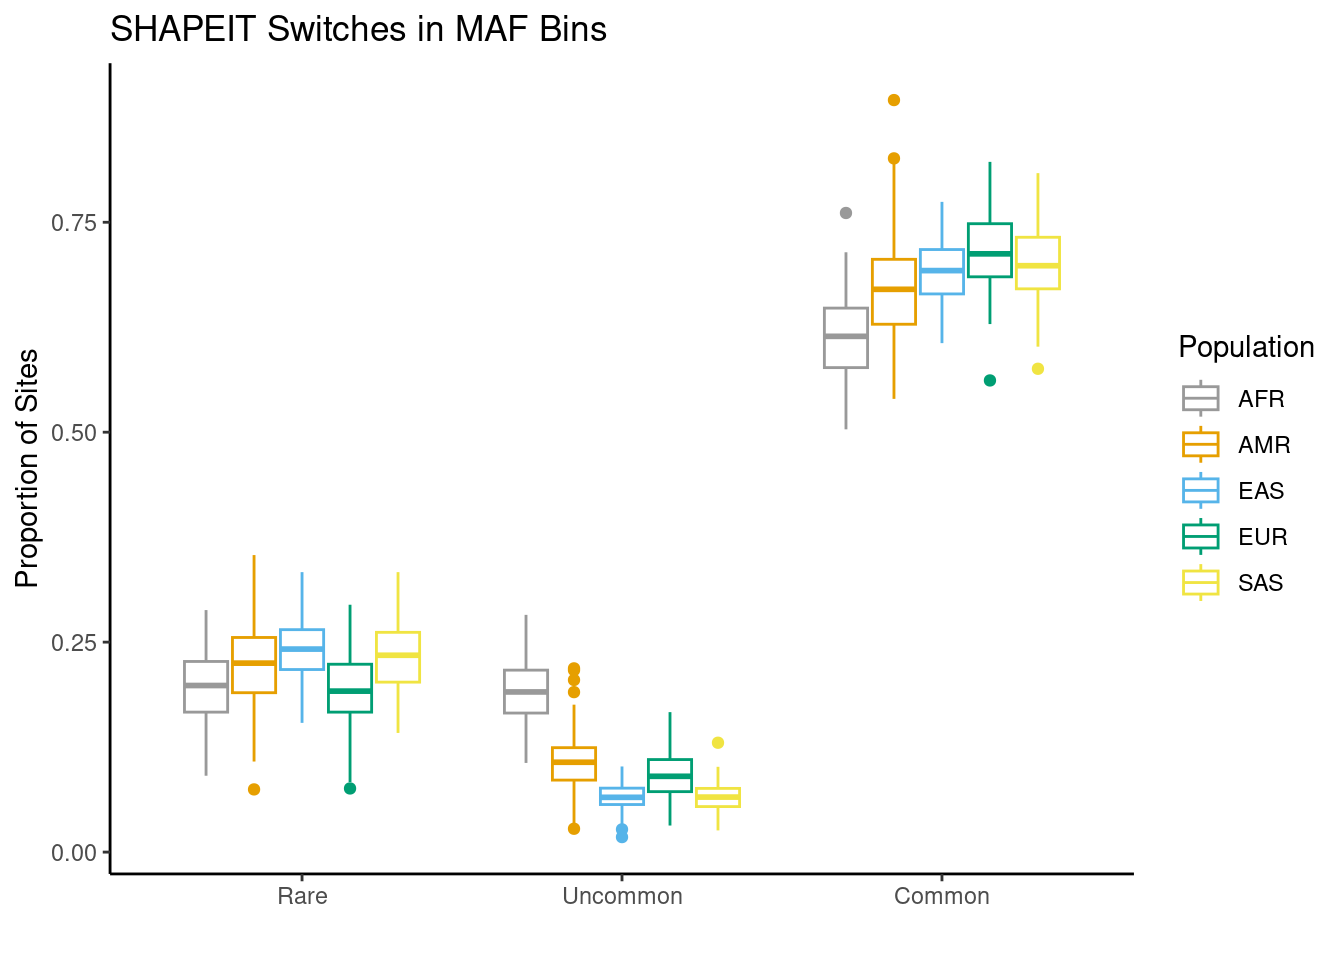 SHAPEIT Switches in MAF Bins
Proportion of Sites
0.75
0.50
0.25
0.00
Rare
Uncommon
Common
Population
AFR
AMR
EAS
EUR
SAS